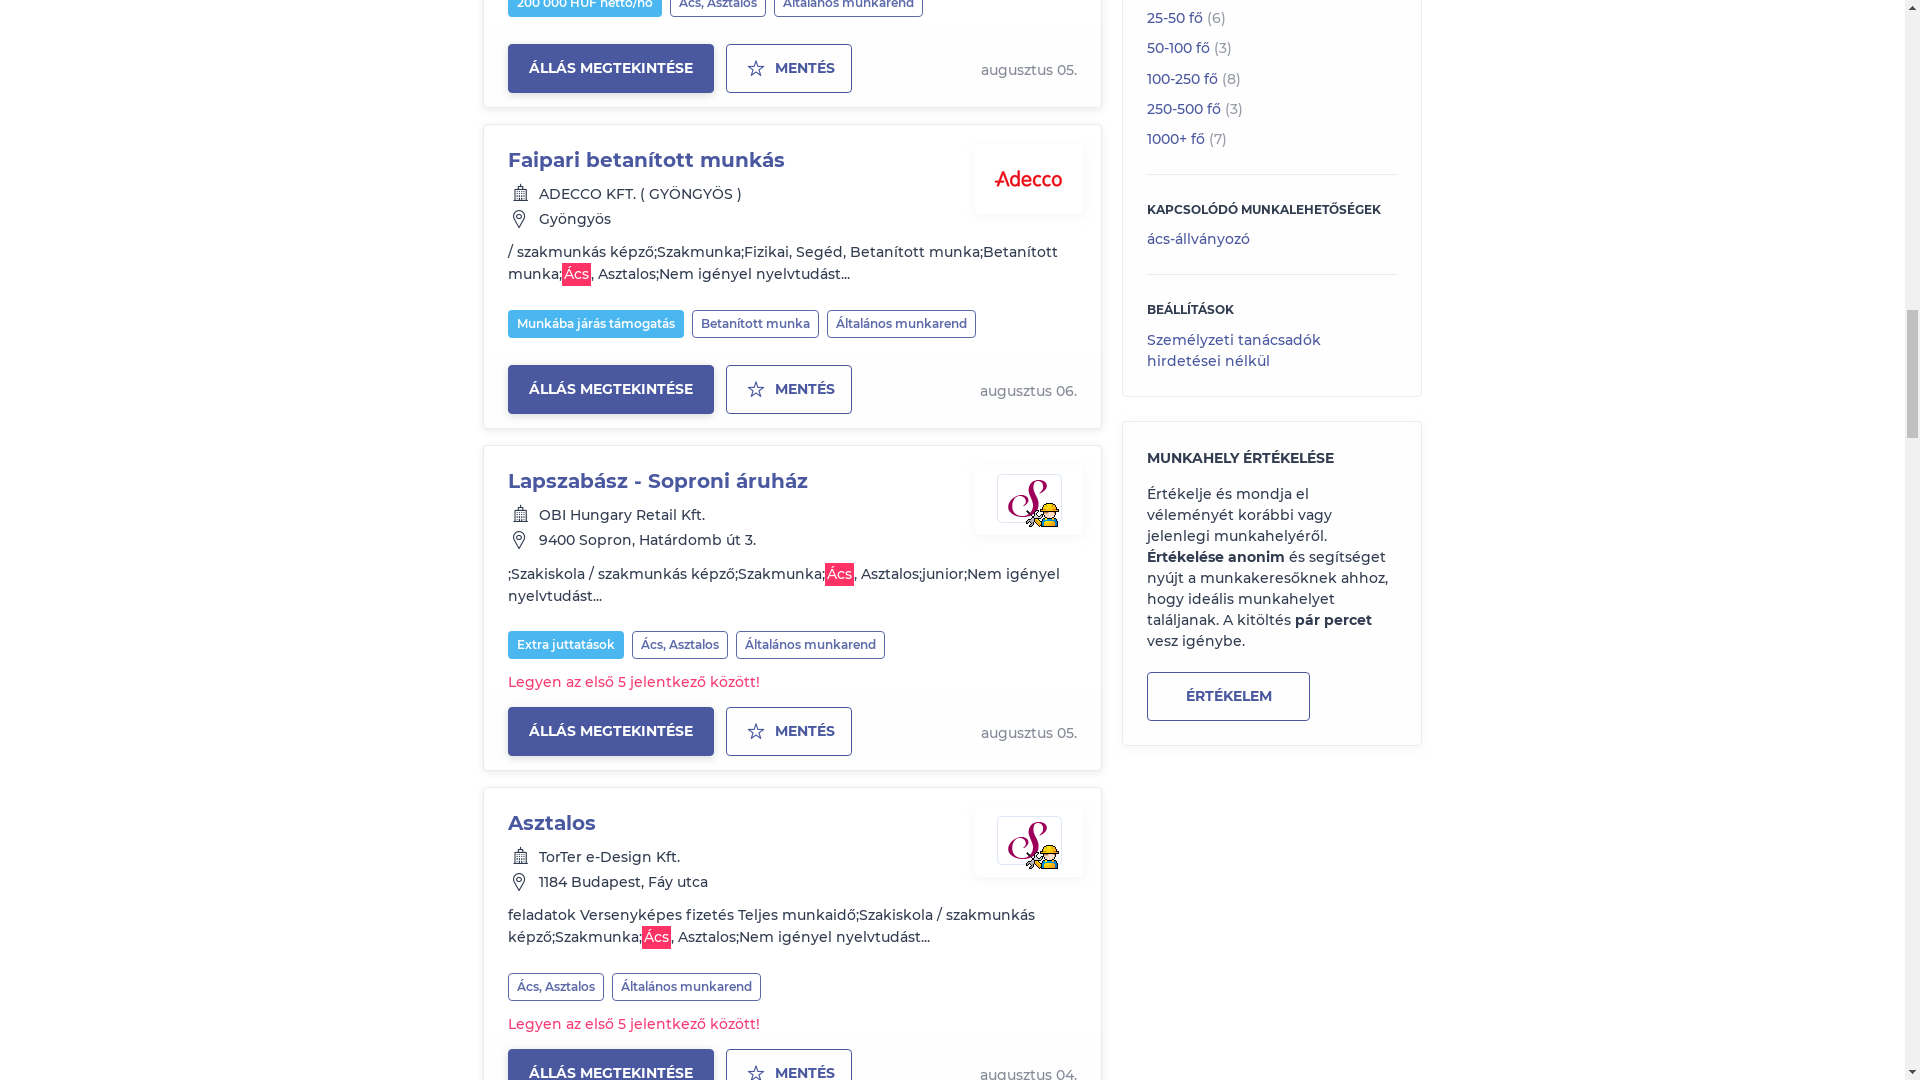 200 000 HUF nettó/hó Ács, Asztalos Általános munkarend
ÁLLÁS MEGTEKINTÉSE MENTÉS augusztus 05.
Faipari betanított munkás
Adecco
ADECCO KFT. ( GYÖNGYÖS )
Gyöngyös
/ szakmunkás képző;Szakmunka;Fizikai, Segéd, Betanított munka;Betanított
munka;Ács, Asztalos;Nem igényel nyelvtudást...
Munkába járás támogatás Betanított munka Általános munkarend
ÁLLÁS MEGTEKINTÉSE MENTÉS augusztus 06.
Lapszabász - Soproni áruház
S
OBI Hungary Retail Kft.
9400 Sopron, Határdomb út 3.
;Szakiskola / szakmunkás képző;Szakmunka;Ács, Asztalos;junior;Nem igényel
nyelvtudást...
Extra juttatások Ács, Asztalos Általános munkarend
Legyen az első 5 jelentkező között!
ÁLLÁS MEGTEKINTÉSE MENTÉS augusztus 05.
Asztalos
S
TorTer e-Design Kft.
1184 Budapest, Fáy utca
feladatok Versenyképes fizetés Teljes munkaidő;Szakiskola / szakmunkás
képző;Szakmunka;Ács, Asztalos;Nem igényel nyelvtudást...
Ács, Asztalos Általános munkarend
Legyen az első 5 jelentkező között!
ÁLLÁS MEGTEKINTÉSE MENTÉS augusztus 04.
25-50 fő (6)
50-100 fő (3)
100-250 fő (8)
250-500 fő (3)
1000+ fő (7)
KAPCSOLÓDÓ MUNKALEHETŐSÉGEK
ács-állványozó
BEÁLLÍTÁSOK
Személyzeti tanácsadók
hirdetései nélkül
MUNKAHELY ÉRTÉKELÉSE
Értékelje és mondja el
véleményét korábbi vagy
jelenlegi munkahelyéről.
Értékelése anonim és segítséget
nyújt a munkakeresőknek ahhoz,
hogy ideális munkahelyet
találjanak. A kitöltés pár percet
vesz igénybe.
ÉRTÉKELEM